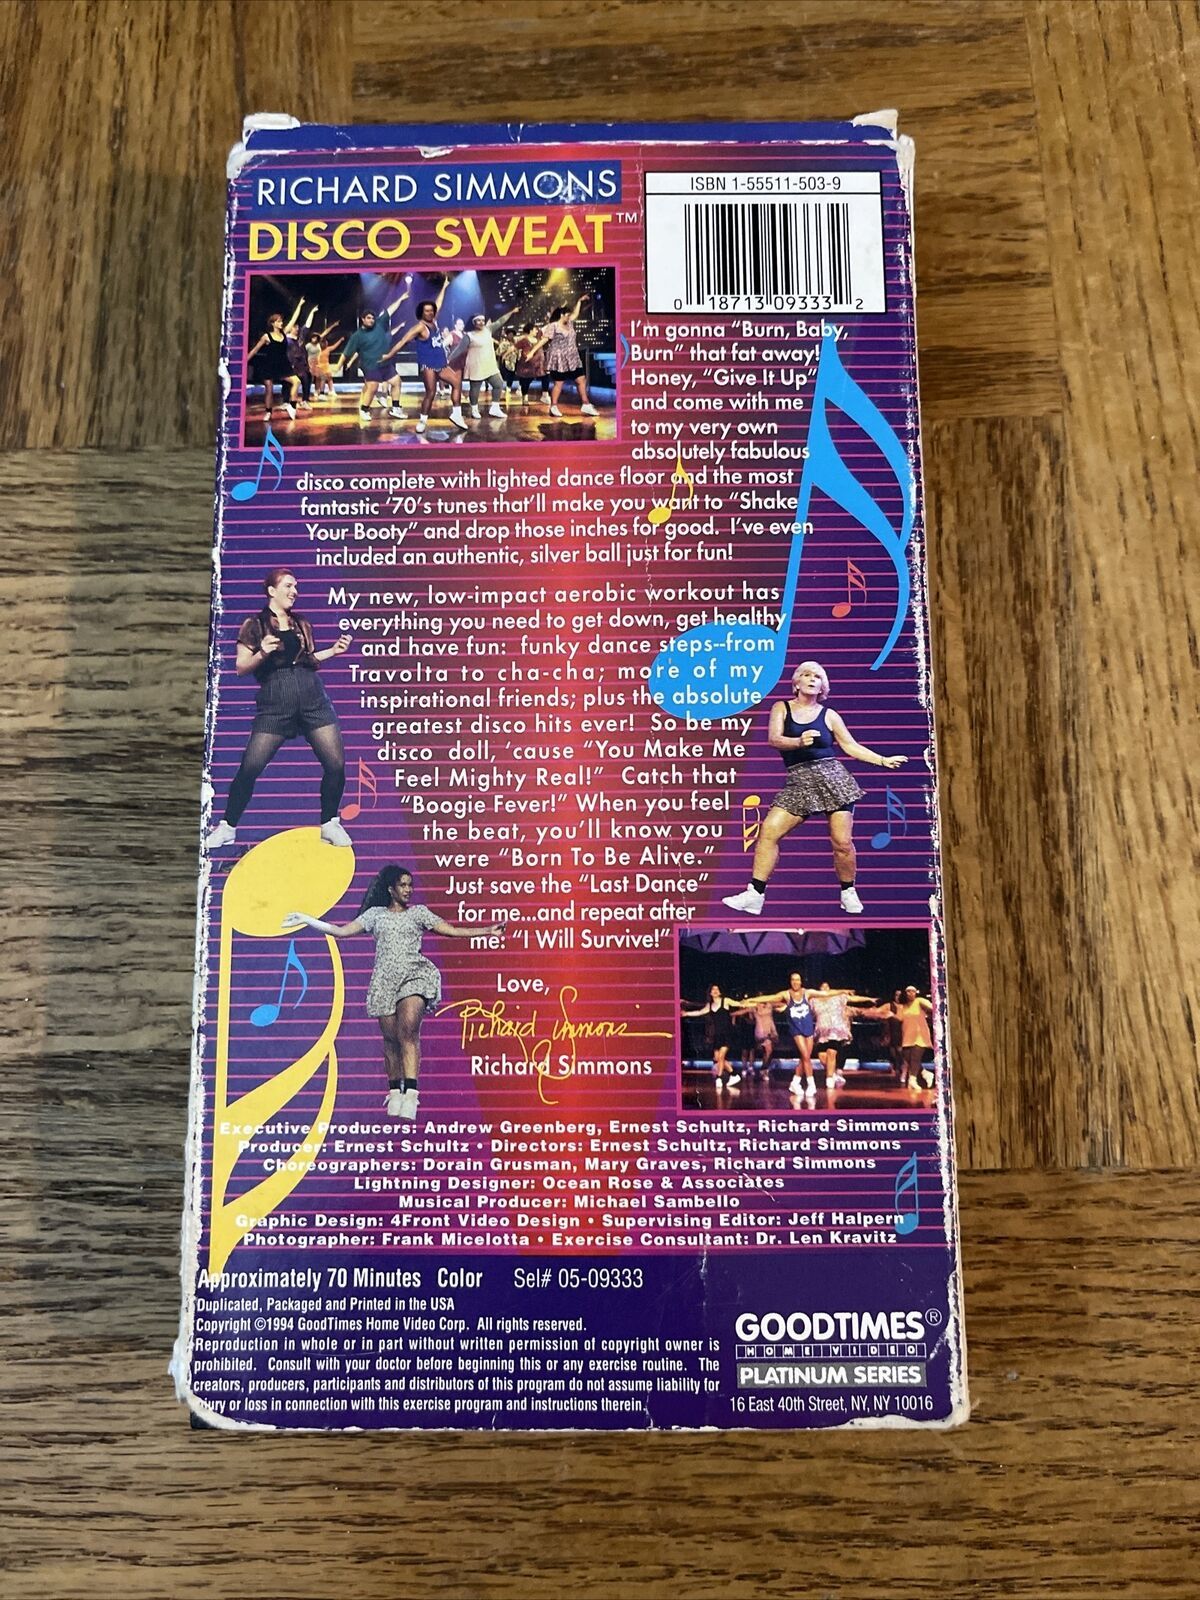 RICHARD SIMMONS
DISCO SWEAT™
ISBN 1-55511-503-9
0 18713 09333 2
I'm gonna "Burn, Baby,
Burn" that fat away!
Honey, "Give It Up"
and come with me
to my very own
absolutely fabulous
disco complete with lighted dance floor and the most
fantastic '70's tunes that'll make you want to "Shake
Your Booty" and drop those inches for good. I've even
included an authentic, silver ball just for fun!
My new, low-impact aerobic workout has
everything you need to get down, get healthy
and have fun: funky dance steps--from
Travolta to cha-cha; more of my
inspirational friends; plus the absolute
greatest disco hits ever! So be my
disco doll, 'cause "You Make Me
Feel Mighty Real!" Catch that
"Boogie Fever!" When you feel
the beat, you'll know you
were "Born To Be Alive."
Just save the "Last Dance"
for me...and repeat after
me: "I Will Survive!"
Love,
Richard Simmons
Richard Simmons
Executive Producers: Andrew Greenberg, Ernest Schultz, Richard Simmons
Producer: Ernest Schultz • Directors: Ernest Schultz, Richard Simmons
Choreographers: Dorain Grusman, Mary Graves, Richard Simmons
Lightning Designer: Ocean Rose & Associates
Musical Producer: Michael Sambello
Graphic Design: 4Front Video Design • Supervising Editor: Jeff Halpern
Photographer: Frank Micelotta • Exercise Consultant: Dr. Len Kravitz
Approximately 70 Minutes Color Sel# 05-09333
Duplicated, Packaged and Printed in the USA
Copyright ©1994 GoodTimes Home Video Corp. All rights reserved.
Reproduction in whole or in part without written permission of copyright owner is
prohibited. Consult with your doctor before beginning this or any exercise routine. The
creators, producers, participants and distributors of this program do not assume liability for
injury or loss in connection with this exercise program and instructions therein.
GOODTIMES®
HOME VIDEO
PLATINUM SERIES
16 East 40th Street, NY, NY 10016